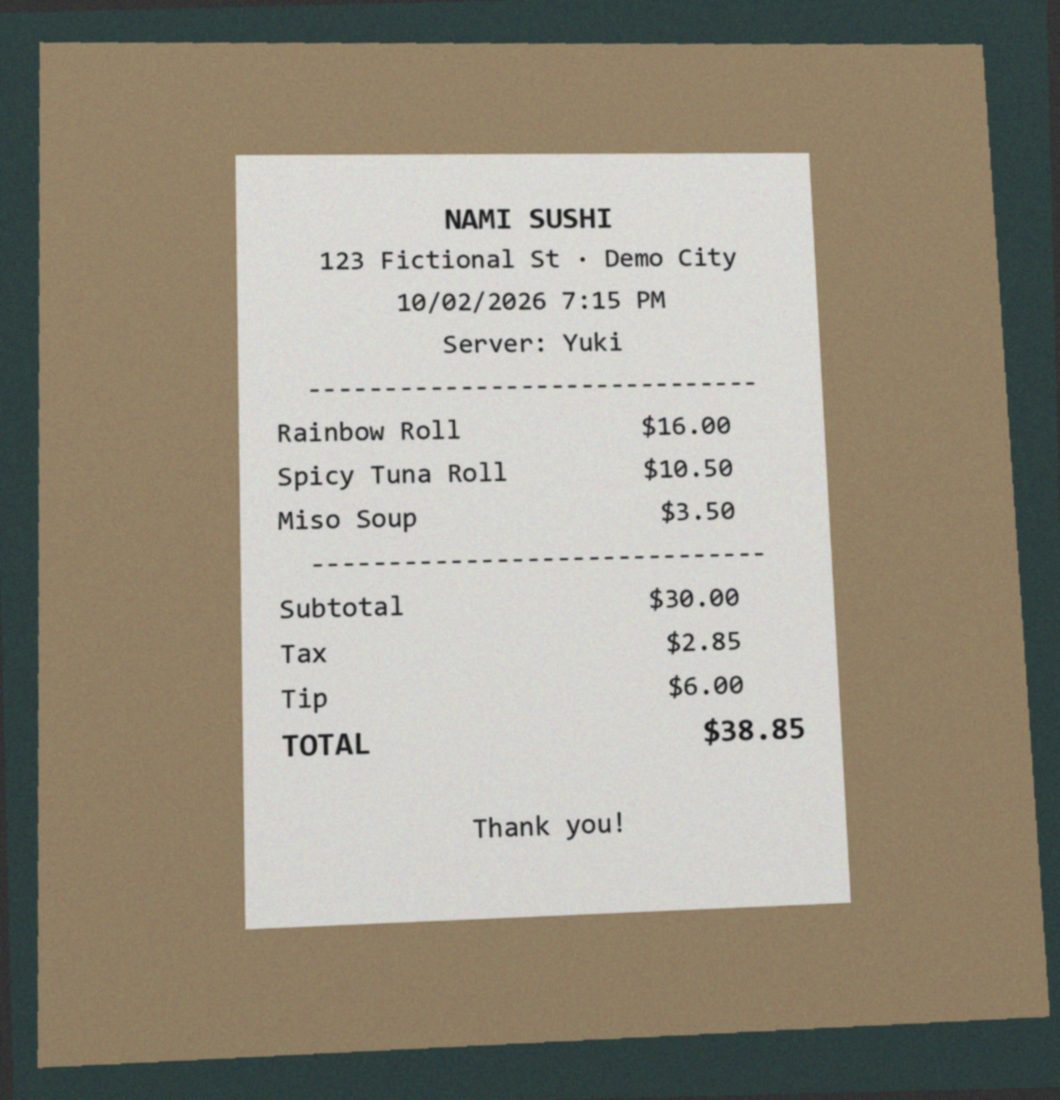 NAMI SUSHI
123 Fictional St · Demo City
10/02/2026 7:15 PM
Server: Yuki
------------------------------
Rainbow Roll $16.00
Spicy Tuna Roll $10.50
Miso Soup $3.50
------------------------------
Subtotal $30.00
Tax $2.85
Tip $6.00
TOTAL $38.85
Thank you!